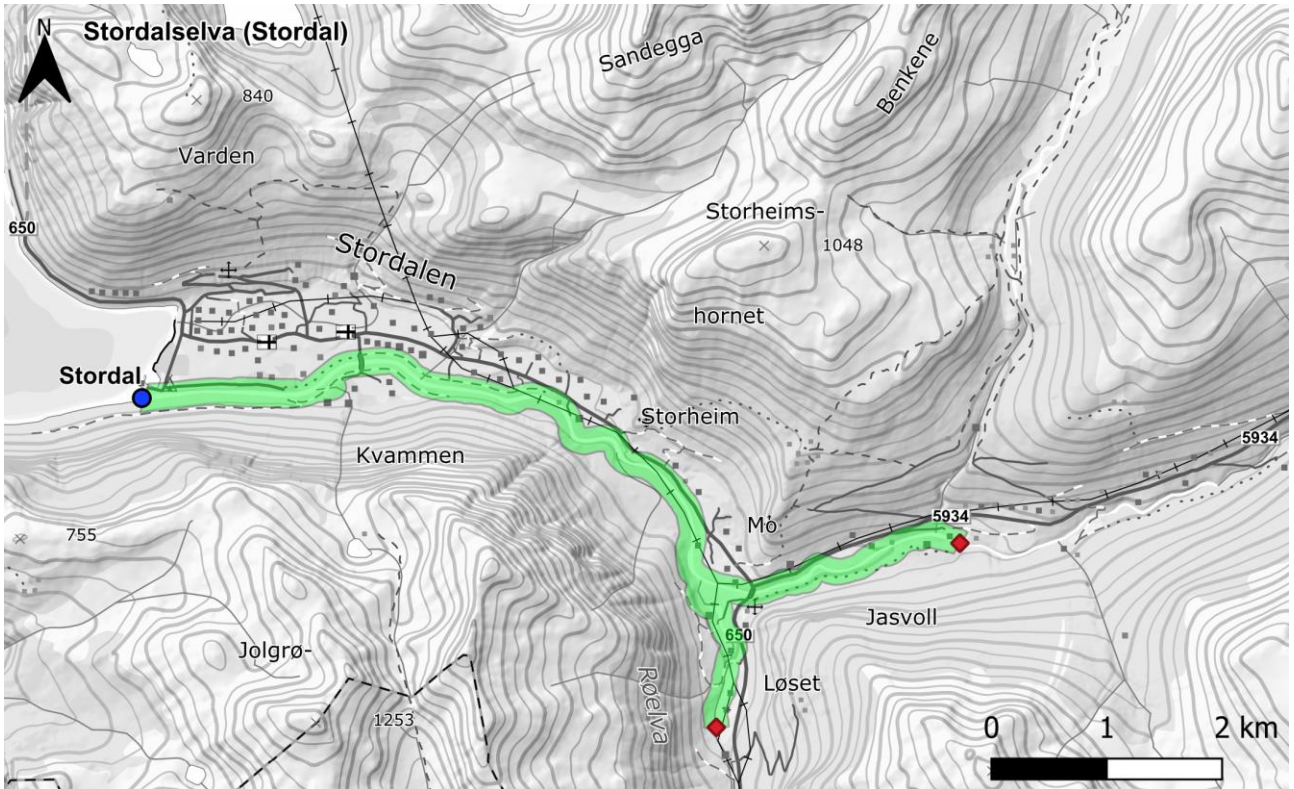 N
Stordalselva (Stordal)
Sandegga
Benkene
840
Varden
650
Storheims-
1048
Stordalen
hornet
Stordal
Storheim
5934
Kvammen
755
5934
Mo
Jasvoll
650
Jolgrø-
Løset
Røelva
1253
0 1 2 km